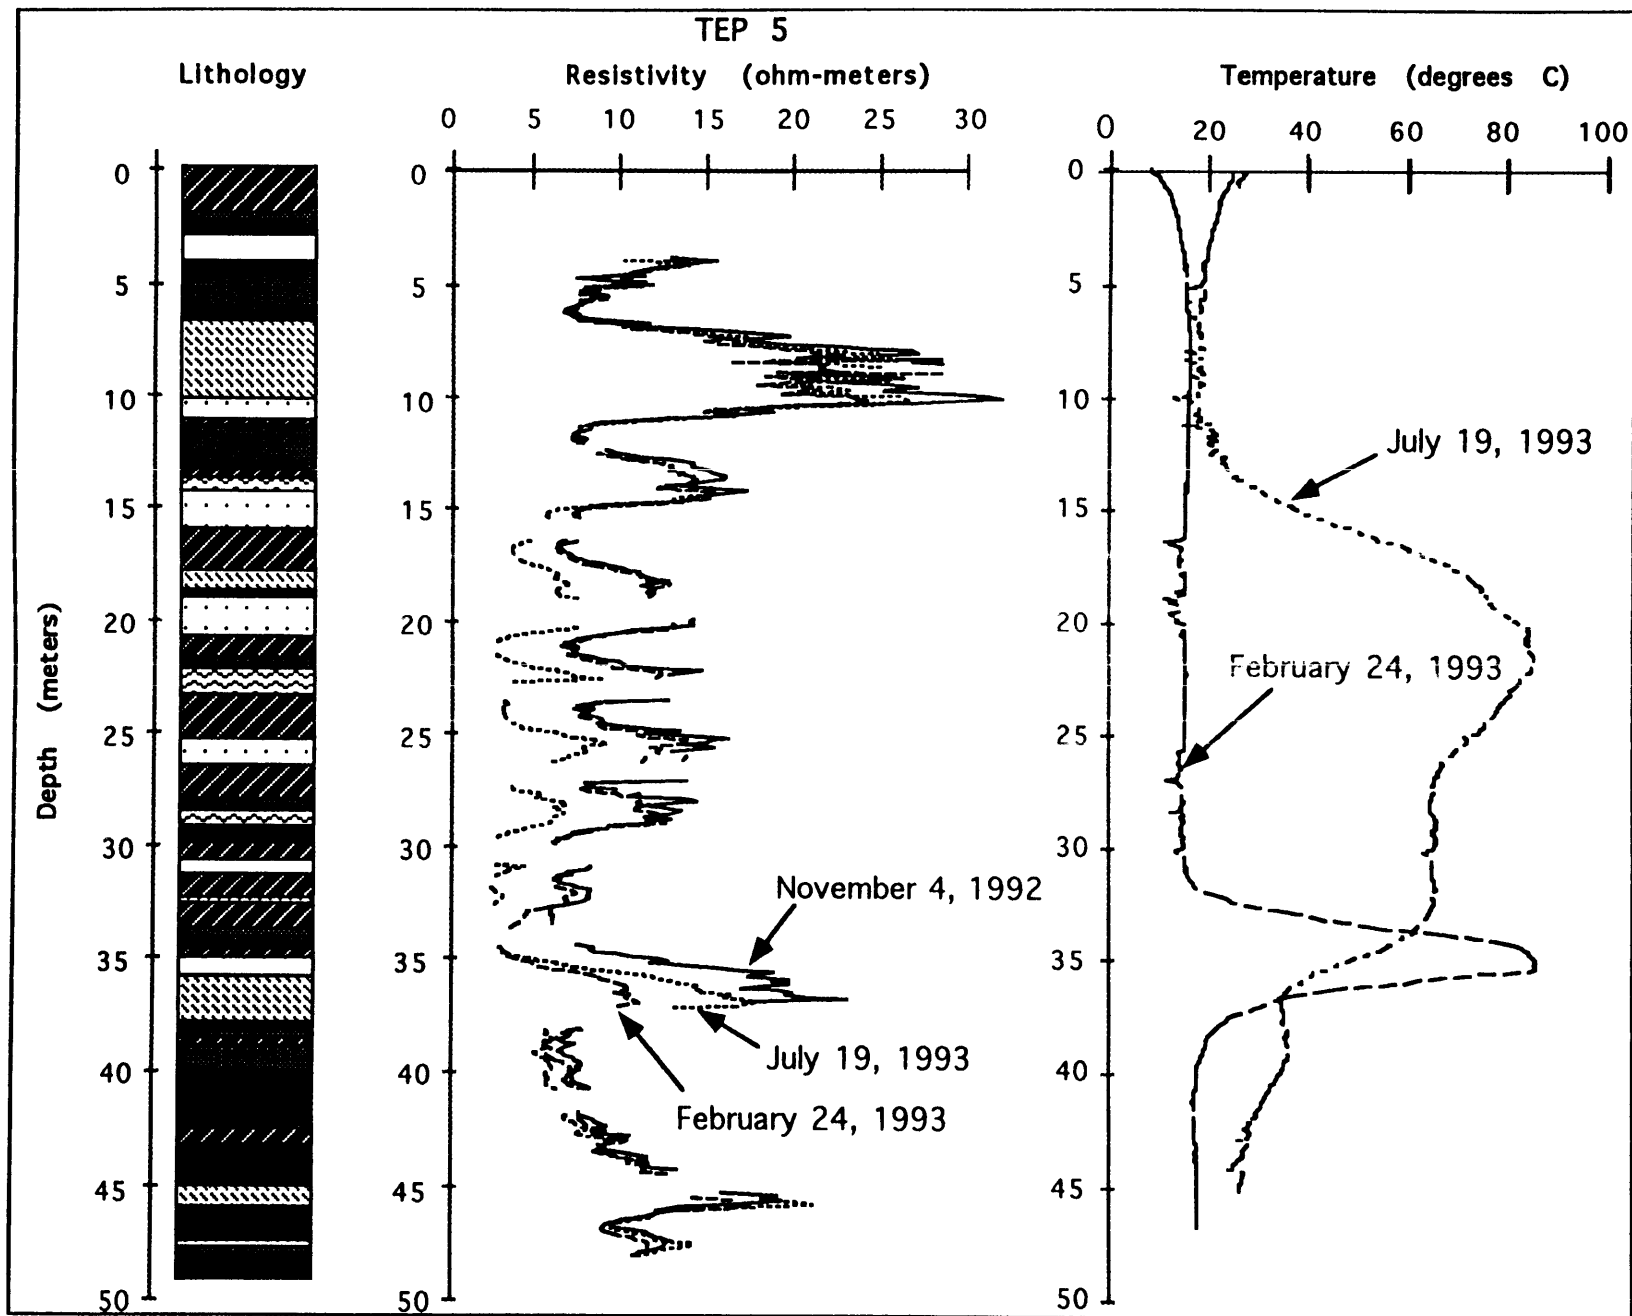 TEP 5
Lithology
Resistivity (ohm-meters)
Temperature (degrees C)
0 5 10 15 20 25 30
0 20 40 60 80 100
Depth (meters)
0
5
10
15
20
25
30
35
40
45
50
0
5
10
15
20
25
30
35
40
45
50
November 4, 1992
July 19, 1993
February 24, 1993
0
5
10
15
20
25
30
35
40
45
50
July 19, 1993
February 24, 1993